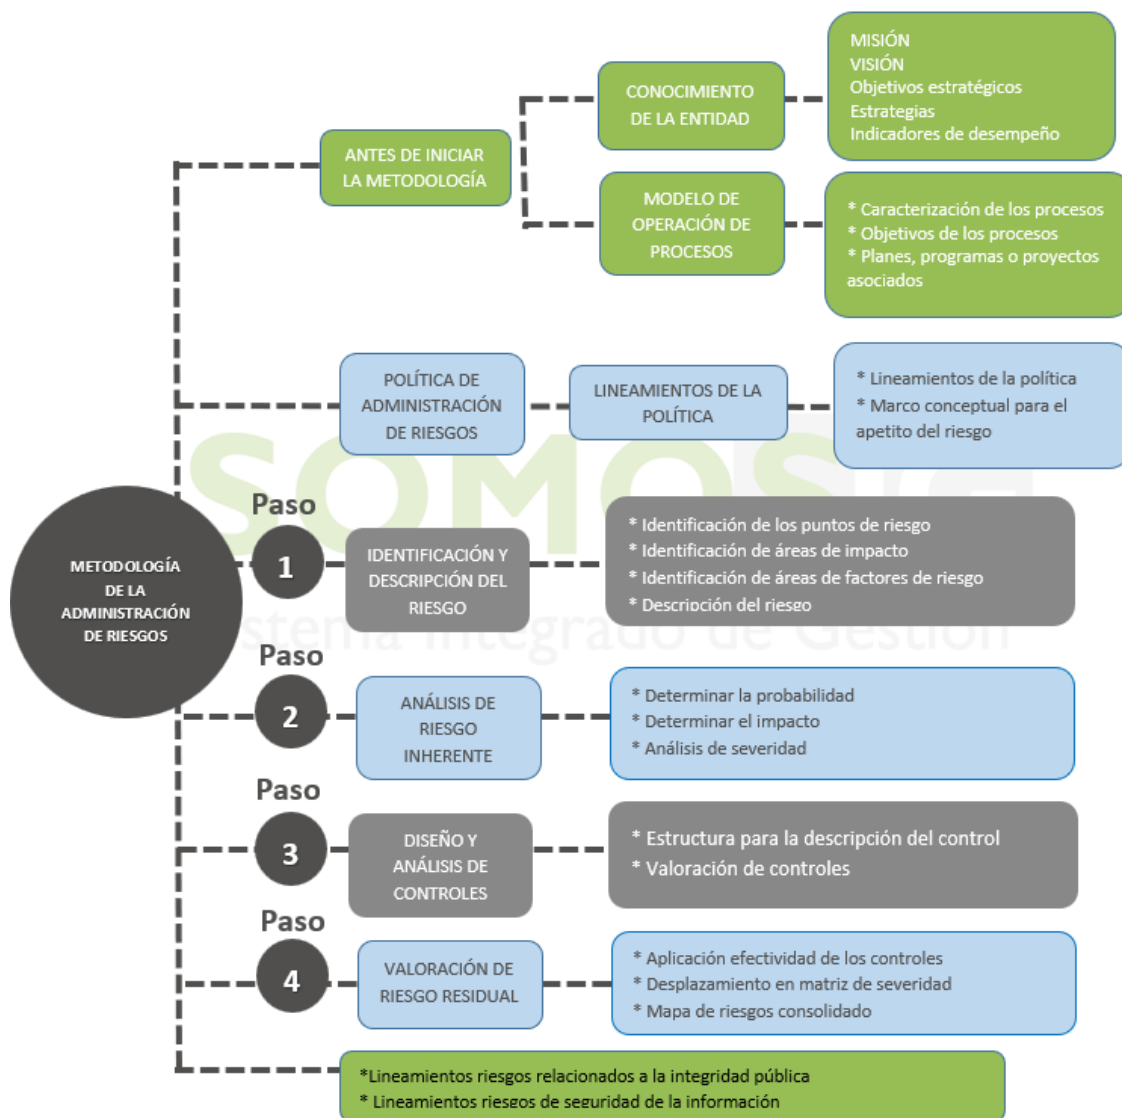 MISIÓN
VISIÓN
Objetivos estratégicos
Estrategias
Indicadores de desempeño
CONOCIMIENTO
DE LA ENTIDAD
ANTES DE INICIAR
LA METODOLOGÍA
MODELO DE
OPERACIÓN DE
PROCESOS
* Caracterización de los procesos
* Objetivos de los procesos
* Planes, programas o proyectos
asociados
POLÍTICA DE
ADMINISTRACIÓN
DE RIESGOS
LINEAMIENTOS DE LA
POLÍTICA
* Lineamientos de la política
* Marco conceptual para el
apetito del riesgo
SOMOS
METODOLOGÍA
DE LA
ADMINISTRACIÓN
DE RIESGOS
Paso
1
IDENTIFICACIÓN Y
DESCRIPCIÓN DEL
RIESGO
* Identificación de los puntos de riesgo
* Identificación de áreas de impacto
* Identificación de áreas de factores de riesgo
* Descripción del riesgo
Integrado de Gestión
Paso
2
ANÁLISIS DE
RIESGO
INHERENTE
* Determinar la probabilidad
* Determinar el impacto
* Análisis de severidad
Paso
3
DISEÑO Y
ANÁLISIS DE
CONTROLES
* Estructura para la descripción del control
* Valoración de controles
Paso
4
VALORACIÓN DE
RIESGO RESIDUAL
* Aplicación efectividad de los controles
* Desplazamiento en matriz de severidad
* Mapa de riesgos consolidado
*Lineamientos riesgos relacionados a la integridad pública
* Lineamientos riesgos de seguridad de la información